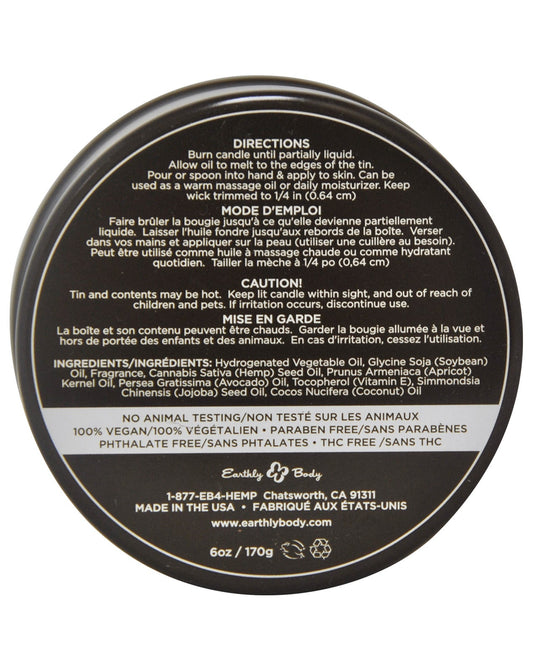 DIRECTIONS
Burn candle until partially liquid.
Allow oil to melt to the edges of the tin.
Pour or spoon into hand & apply to skin. Can be
used as a warm massage oil or daily moisturizer. Keep
wick trimmed to 1/4 in (0.64 cm)
MODE D'EMPLOI
Faire brûler la bougie jusqu'à ce qu'elle devienne partiellement
liquide. Laisser l'huile fondre jusqu'aux rebords de la boîte. Verser
dans vos mains et appliquer sur la peau (utiliser une cuillère au besoin).
Peut être utilisé comme huile à massage chaude ou comme hydratant
quotidien. Tailler la mèche à 1/4 po (0,64 cm)
CAUTION!
Tin and contents may be hot. Keep lit candle within sight, and out of reach of
children and pets. If irritation occurs, discontinue use.
MISE EN GARDE
La boîte et son contenu peuvent être chauds. Garder la bougie allumée à la vue et
hors de portée des enfants et des animaux. En cas d'irritation, cessez l'utilisation.
INGREDIENTS/INGRÉDIENTS: Hydrogenated Vegetable Oil, Glycine Soja (Soybean)
Oil, Fragrance, Cannabis Sativa (Hemp) Seed Oil, Prunus Armeniaca (Apricot)
Kernel Oil, Persea Gratissima (Avocado) Oil, Tocopherol (Vitamin E), Simmondsia
Chinensis (Jojoba) Seed Oil, Cocos Nucifera (Coconut) Oil
NO ANIMAL TESTING/NON TESTÉ SUR LES ANIMAUX
100% VEGAN/100% VÉGÉTALIEN • PARABEN FREE/SANS PARABÈNES
PHTHALATE FREE/SANS PHTALATES • THC FREE /SANS THC
Earthly Body
1-877-EB4-HEMP Chatsworth, CA 91311
MADE IN THE USA • FABRIQUÉ AUX ÉTATS-UNIS
www.earthlybody.com
6oz / 170g